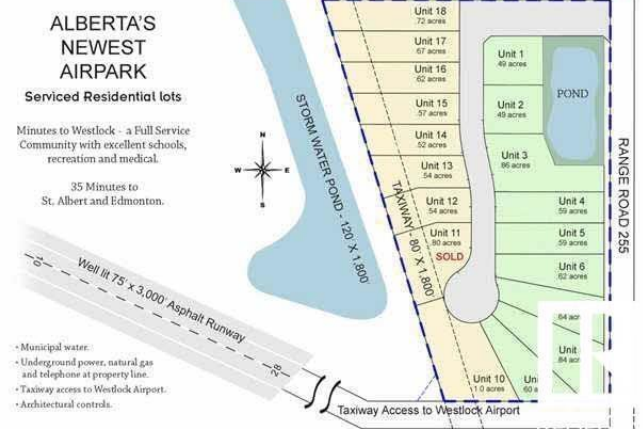 ALBERTA'S
NEWEST
AIRPARK
Serviced Residential lots
Minutes to Westlock - a Full Service
Community with excellent schools,
recreation and medical.
35 Minutes to
St. Albert and Edmonton.
N
W E
S
STORM WATER POND - 120' X 1,800'
TAXIWAY - 80' X 1,800'
Unit 18
.72 acres
Unit 17
.67 acres
Unit 16
.62 acres
Unit 15
.57 acres
Unit 14
.52 acres
Unit 13
.54 acres
Unit 12
.54 acres
Unit 11
.80 acres
SOLD
Unit 1
.49 acres
Unit 2
.49 acres
Unit 3
.86 acres
POND
Unit 4
.59 acres
Unit 5
.59 acres
Unit 6
.62 acres
.64 acr
Unit
.84 acr
Un
.60 a
Unit 10
1.0 acres
RANGE ROAD 255
10
Well lit 75' x 3,000' Asphalt Runway
28
• Municipal water.
• Underground power, natural gas
and telephone at property line.
• Taxiway access to Westlock Airport.
• Architectural controls.
Taxiway Access to Westlock Airport